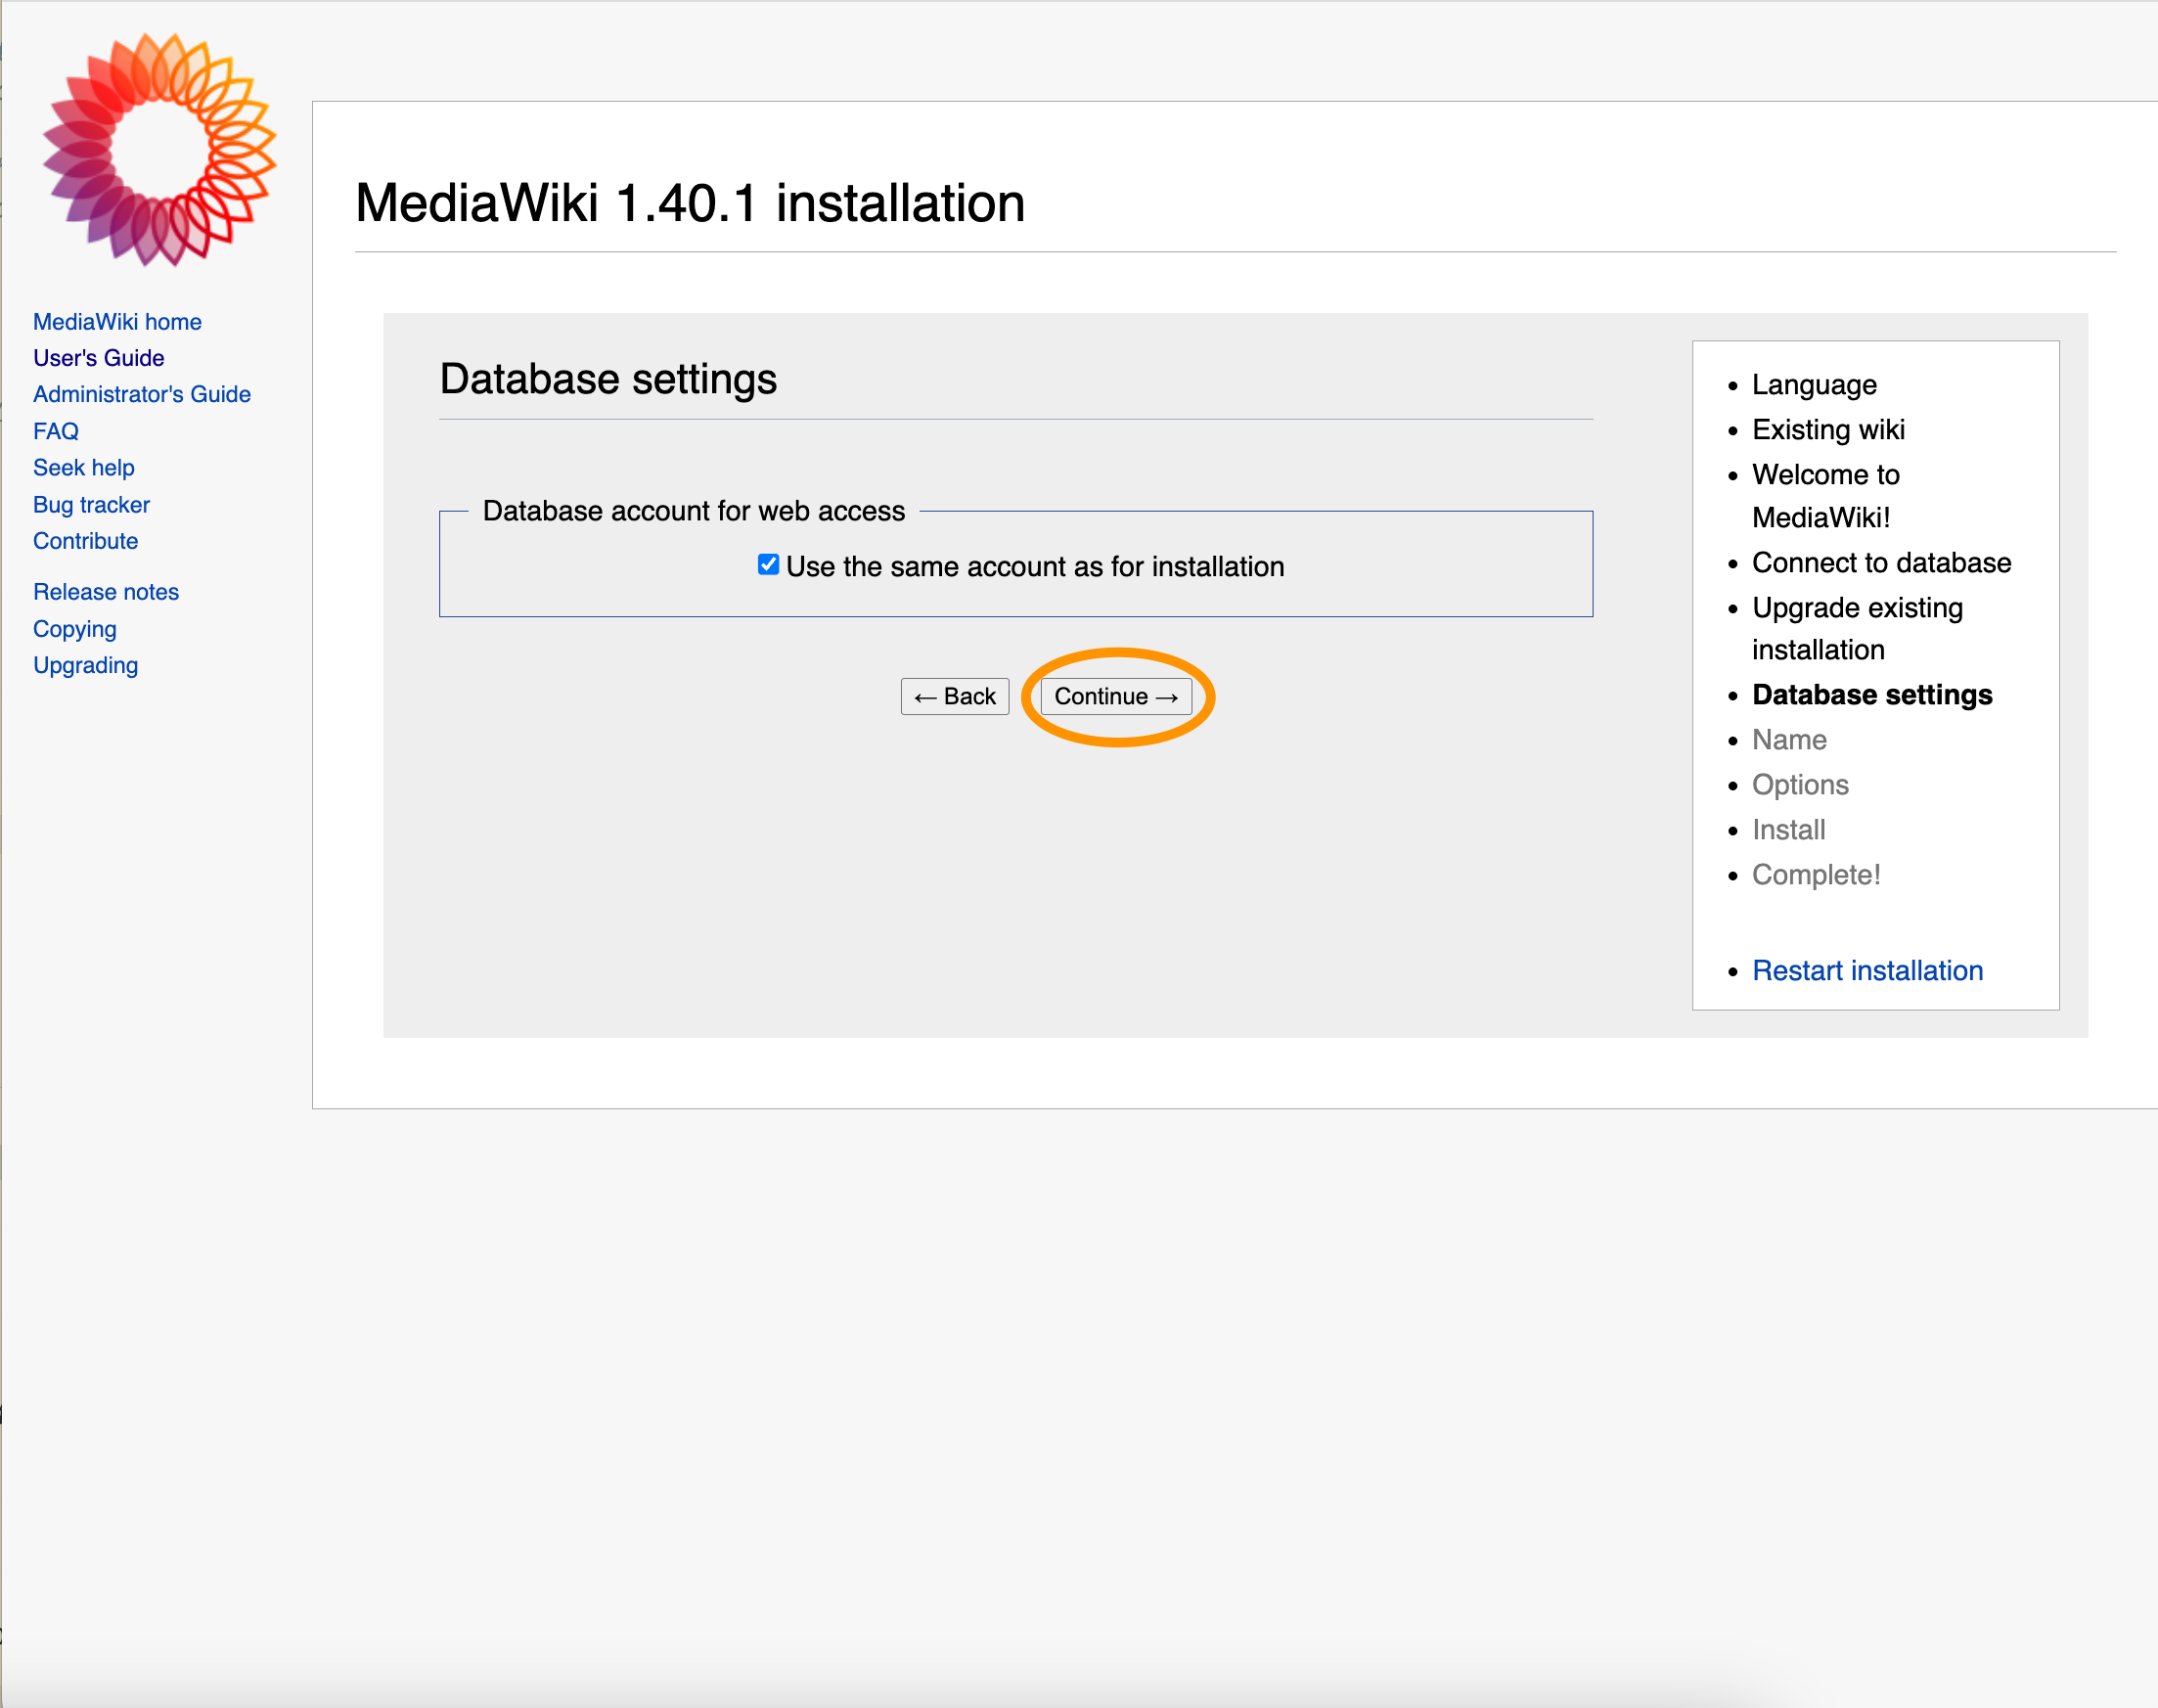 MediaWiki home
User's Guide
Administrator's Guide
FAQ
Seek help
Bug tracker
Contribute
Release notes
Copying
Upgrading
MediaWiki 1.40.1 installation
Database settings
Database account for web access
Use the same account as for installation
← Back
Continue →
Language
Existing wiki
Welcome to
MediaWiki!
Connect to database
Upgrade existing
installation
Database settings
Name
Options
Install
Complete!
Restart installation